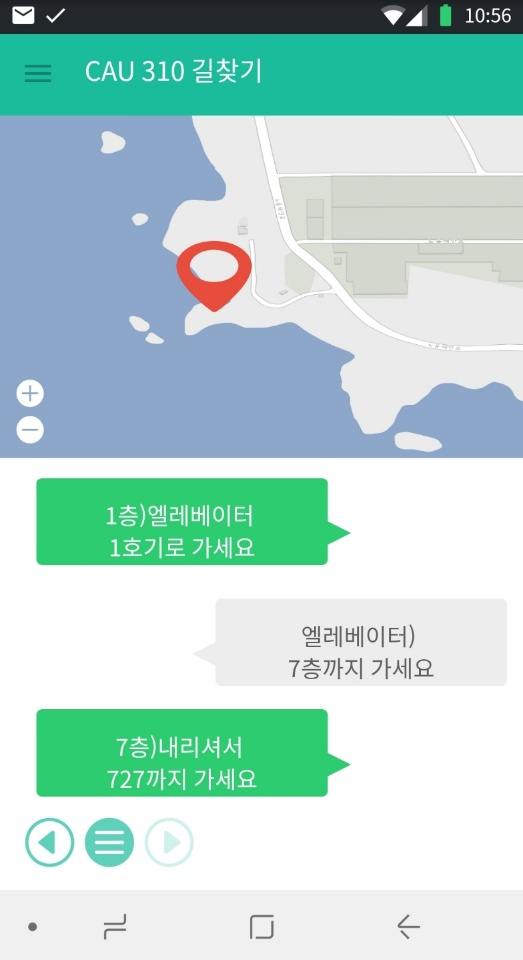 10:56
CAU 310 길찾기
1층)엘레베이터
1호기로 가세요
엘레베이터)
7층까지 가세요
7층)내리셔서
727까지 가세요